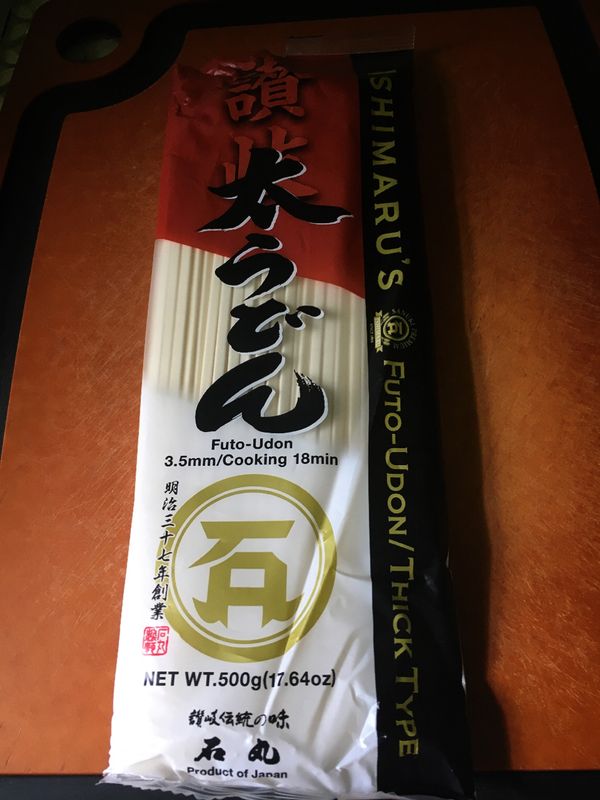 讃岐
太うどん
Futo-Udon
3.5mm/Cooking 18min
明治三十七年創業
石
NET WT.500g(17.64oz)
讃岐伝統の味
石丸
Product of Japan
ISHIMARU'S
FUTO-UDON/THICK TYPE